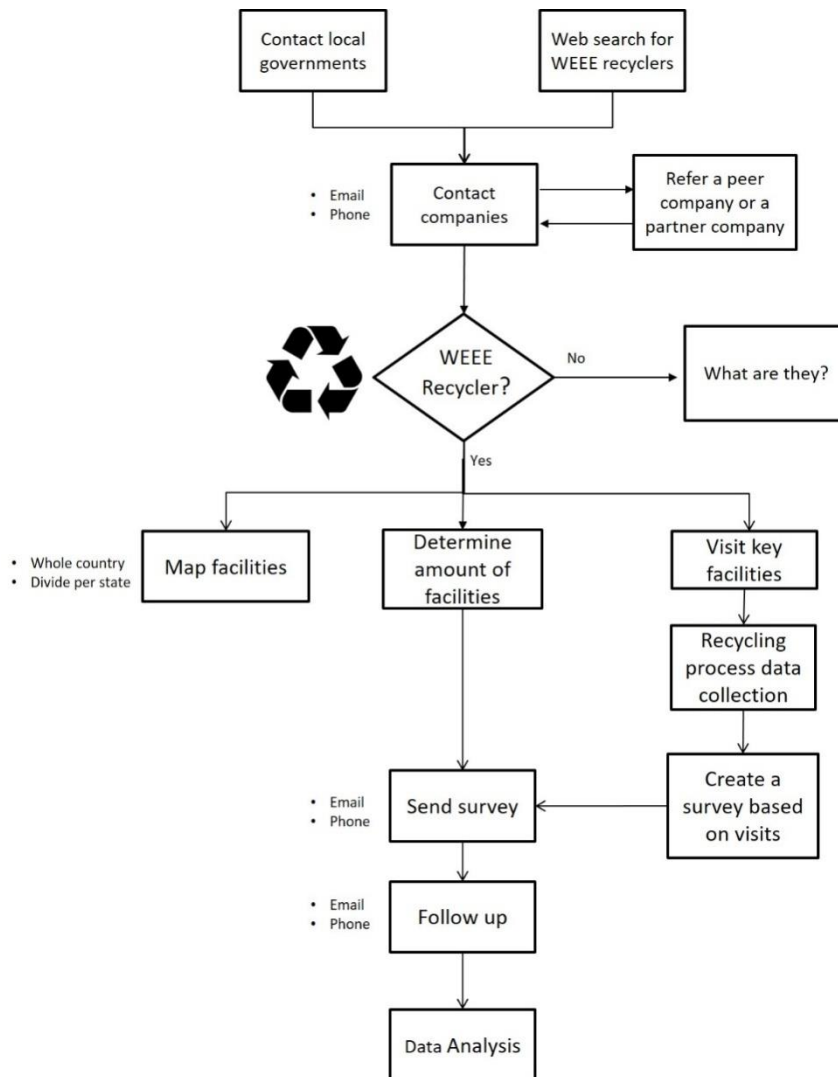 Contact local
governments
Web search for
WEEE recyclers
• Email
• Phone
Contact
companies
Refer a peer
company or a
partner company
WEEE
Recycler?
No
What are they?
Yes
• Whole country
• Divide per state
Map facilities
Determine
amount of
facilities
Visit key
facilities
Recycling
process data
collection
• Email
• Phone
Send survey
Create a
survey based
on visits
• Email
• Phone
Follow up
Data Analysis